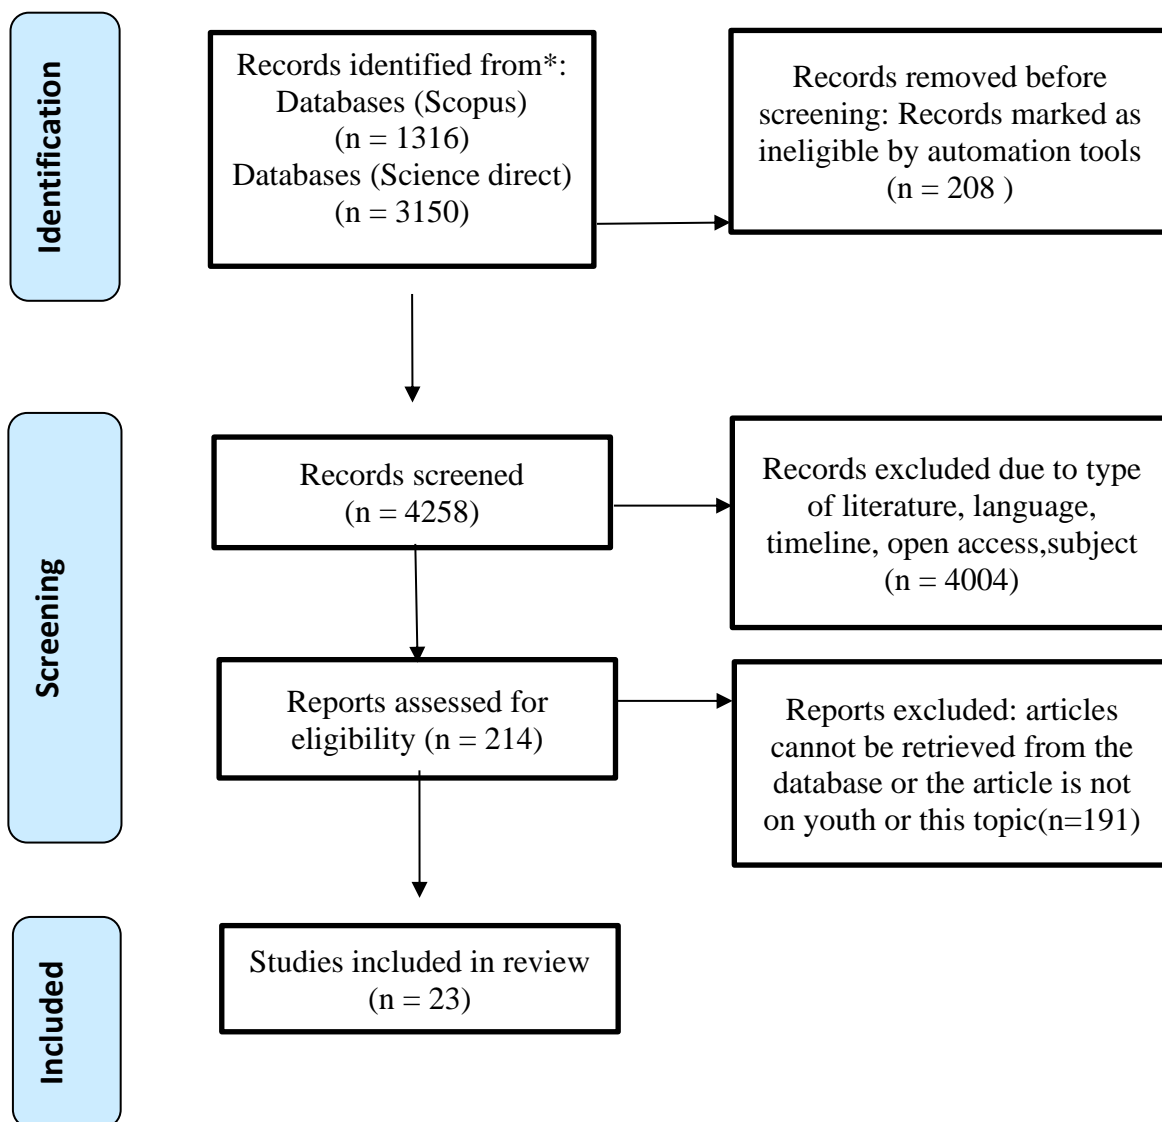 Identification
Records identified from*:
Databases (Scopus)
(n = 1316)
Databases (Science direct)
(n = 3150)
Records removed before
screening: Records marked as
ineligible by automation tools
(n = 208 )
Screening
Records screened
(n = 4258)
Records excluded due to type
of literature, language,
timeline, open access,subject
(n = 4004)
Reports assessed for
eligibility (n = 214)
Reports excluded: articles
cannot be retrieved from the
database or the article is not
on youth or this topic(n=191)
Included
Studies included in review
(n = 23)